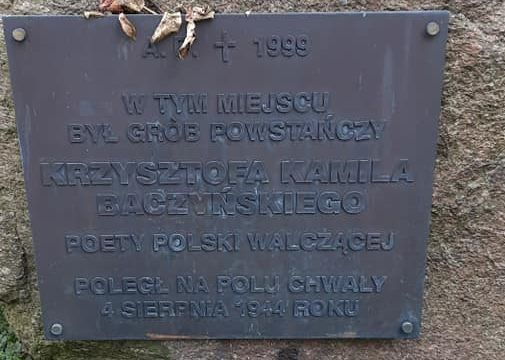 A.D. ✝ 1999
W TYM MIEJSCU
BYŁ GRÓB POWSTAŃCZY
KRZYSZTOFA KAMILA
BACZYŃSKIEGO
POETY POLSKI WALCZĄCEJ
POLEGŁ NA POLU CHWAŁY
4 SIERPNIA 1944 ROKU